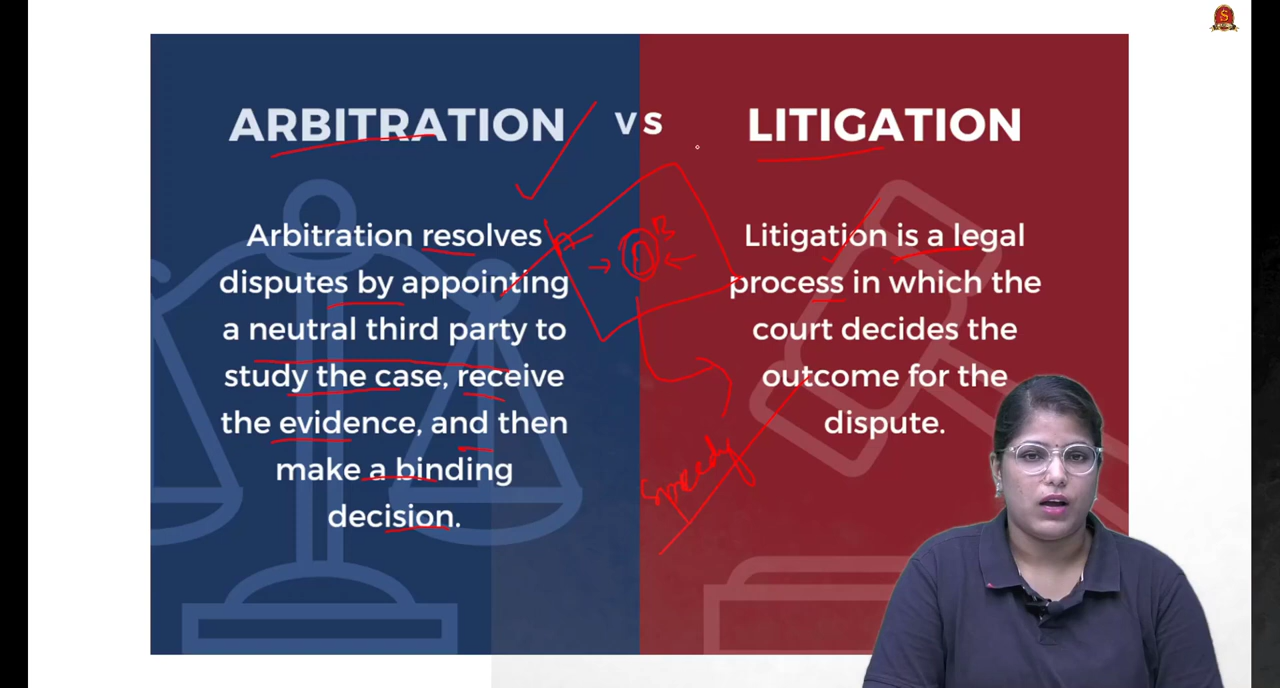 ARBITRATION
VS
LITIGATION
Arbitration resolves
disputes by appointing
a neutral third party to
study the case, receive
the evidence, and then
make a binding
decision.
Litigation is a legal
process in which the
court decides the
outcome for the
dispute.
B
Speedy